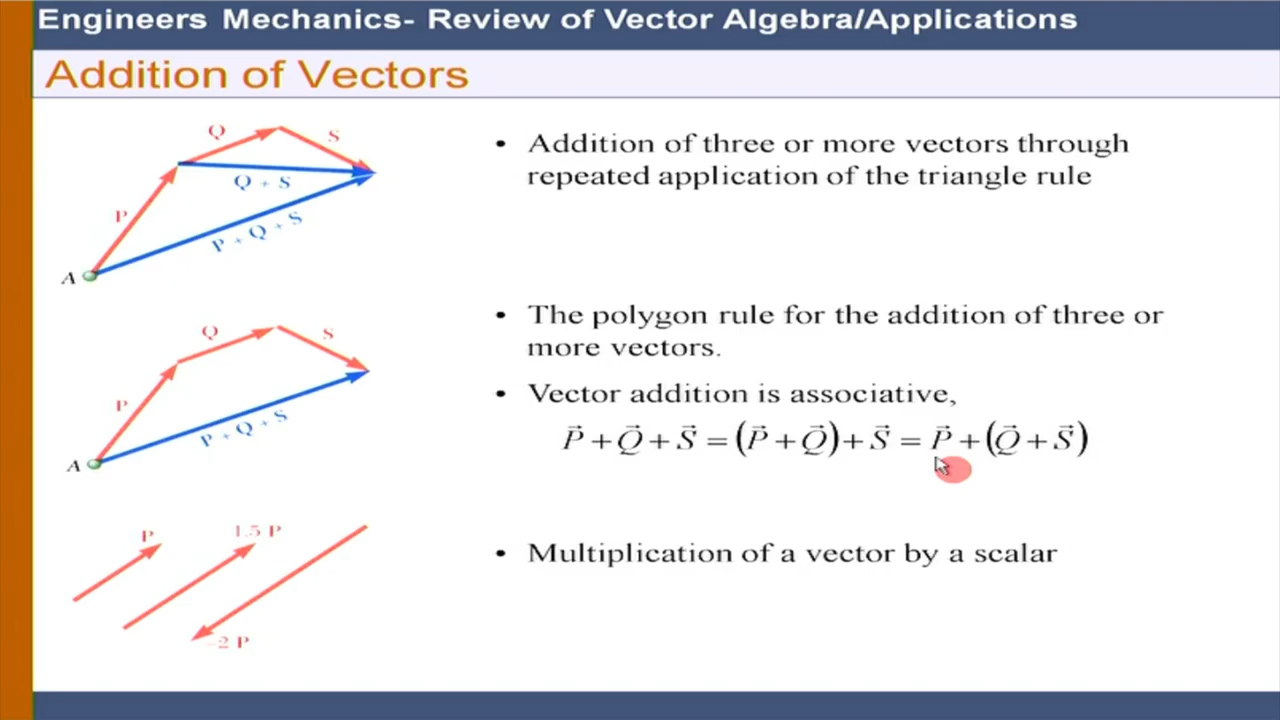 Engineers Mechanics- Review of Vector Algebra/Applications
Addition of Vectors
Q
S
Q + S
P
P + Q + S
A
• Addition of three or more vectors through
repeated application of the triangle rule
Q
S
P
P + Q + S
A
• The polygon rule for the addition of three or
more vectors.
• Vector addition is associative,
P⃗ + Q⃗ + S⃗ = (P⃗ + Q⃗) + S⃗ = P⃗ + (Q⃗ + S⃗)
P
1.5 P
−2 P
• Multiplication of a vector by a scalar